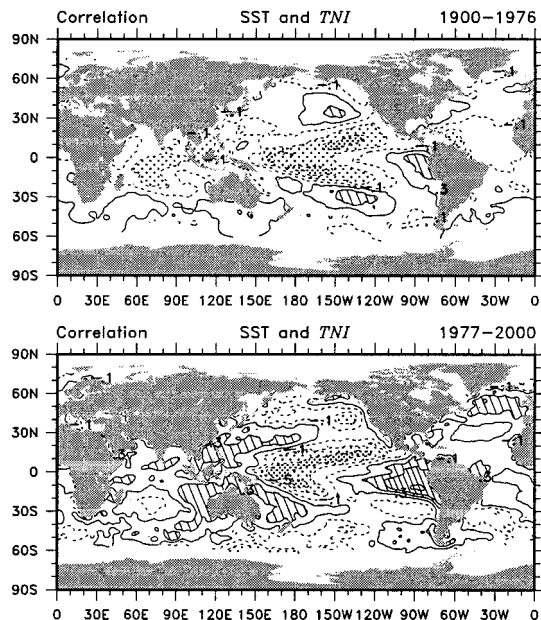 Correlation SST and TNI 1900−1976
90N
60N
30N
0
30S
60S
90S
0 30E 60E 90E 120E 150E 180 150W 120W 90W 60W 30W 0
Correlation SST and TNI 1977−2000
90N
60N
30N
0
30S
60S
90S
0 30E 60E 90E 120E 150E 180 150W 120W 90W 60W 30W 0